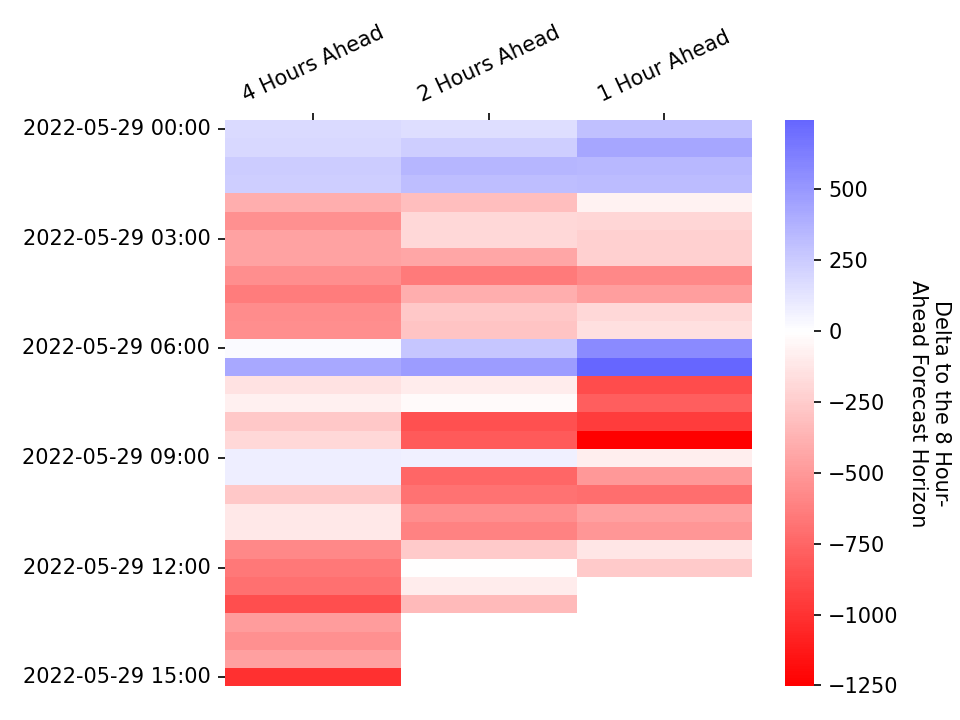 4 Hours Ahead
2 Hours Ahead
1 Hour Ahead
2022-05-29 00:00
2022-05-29 03:00
2022-05-29 06:00
2022-05-29 09:00
2022-05-29 12:00
2022-05-29 15:00
500
250
0
−250
−500
−750
−1000
−1250
Delta to the 8 Hour-
Ahead Forecast Horizon